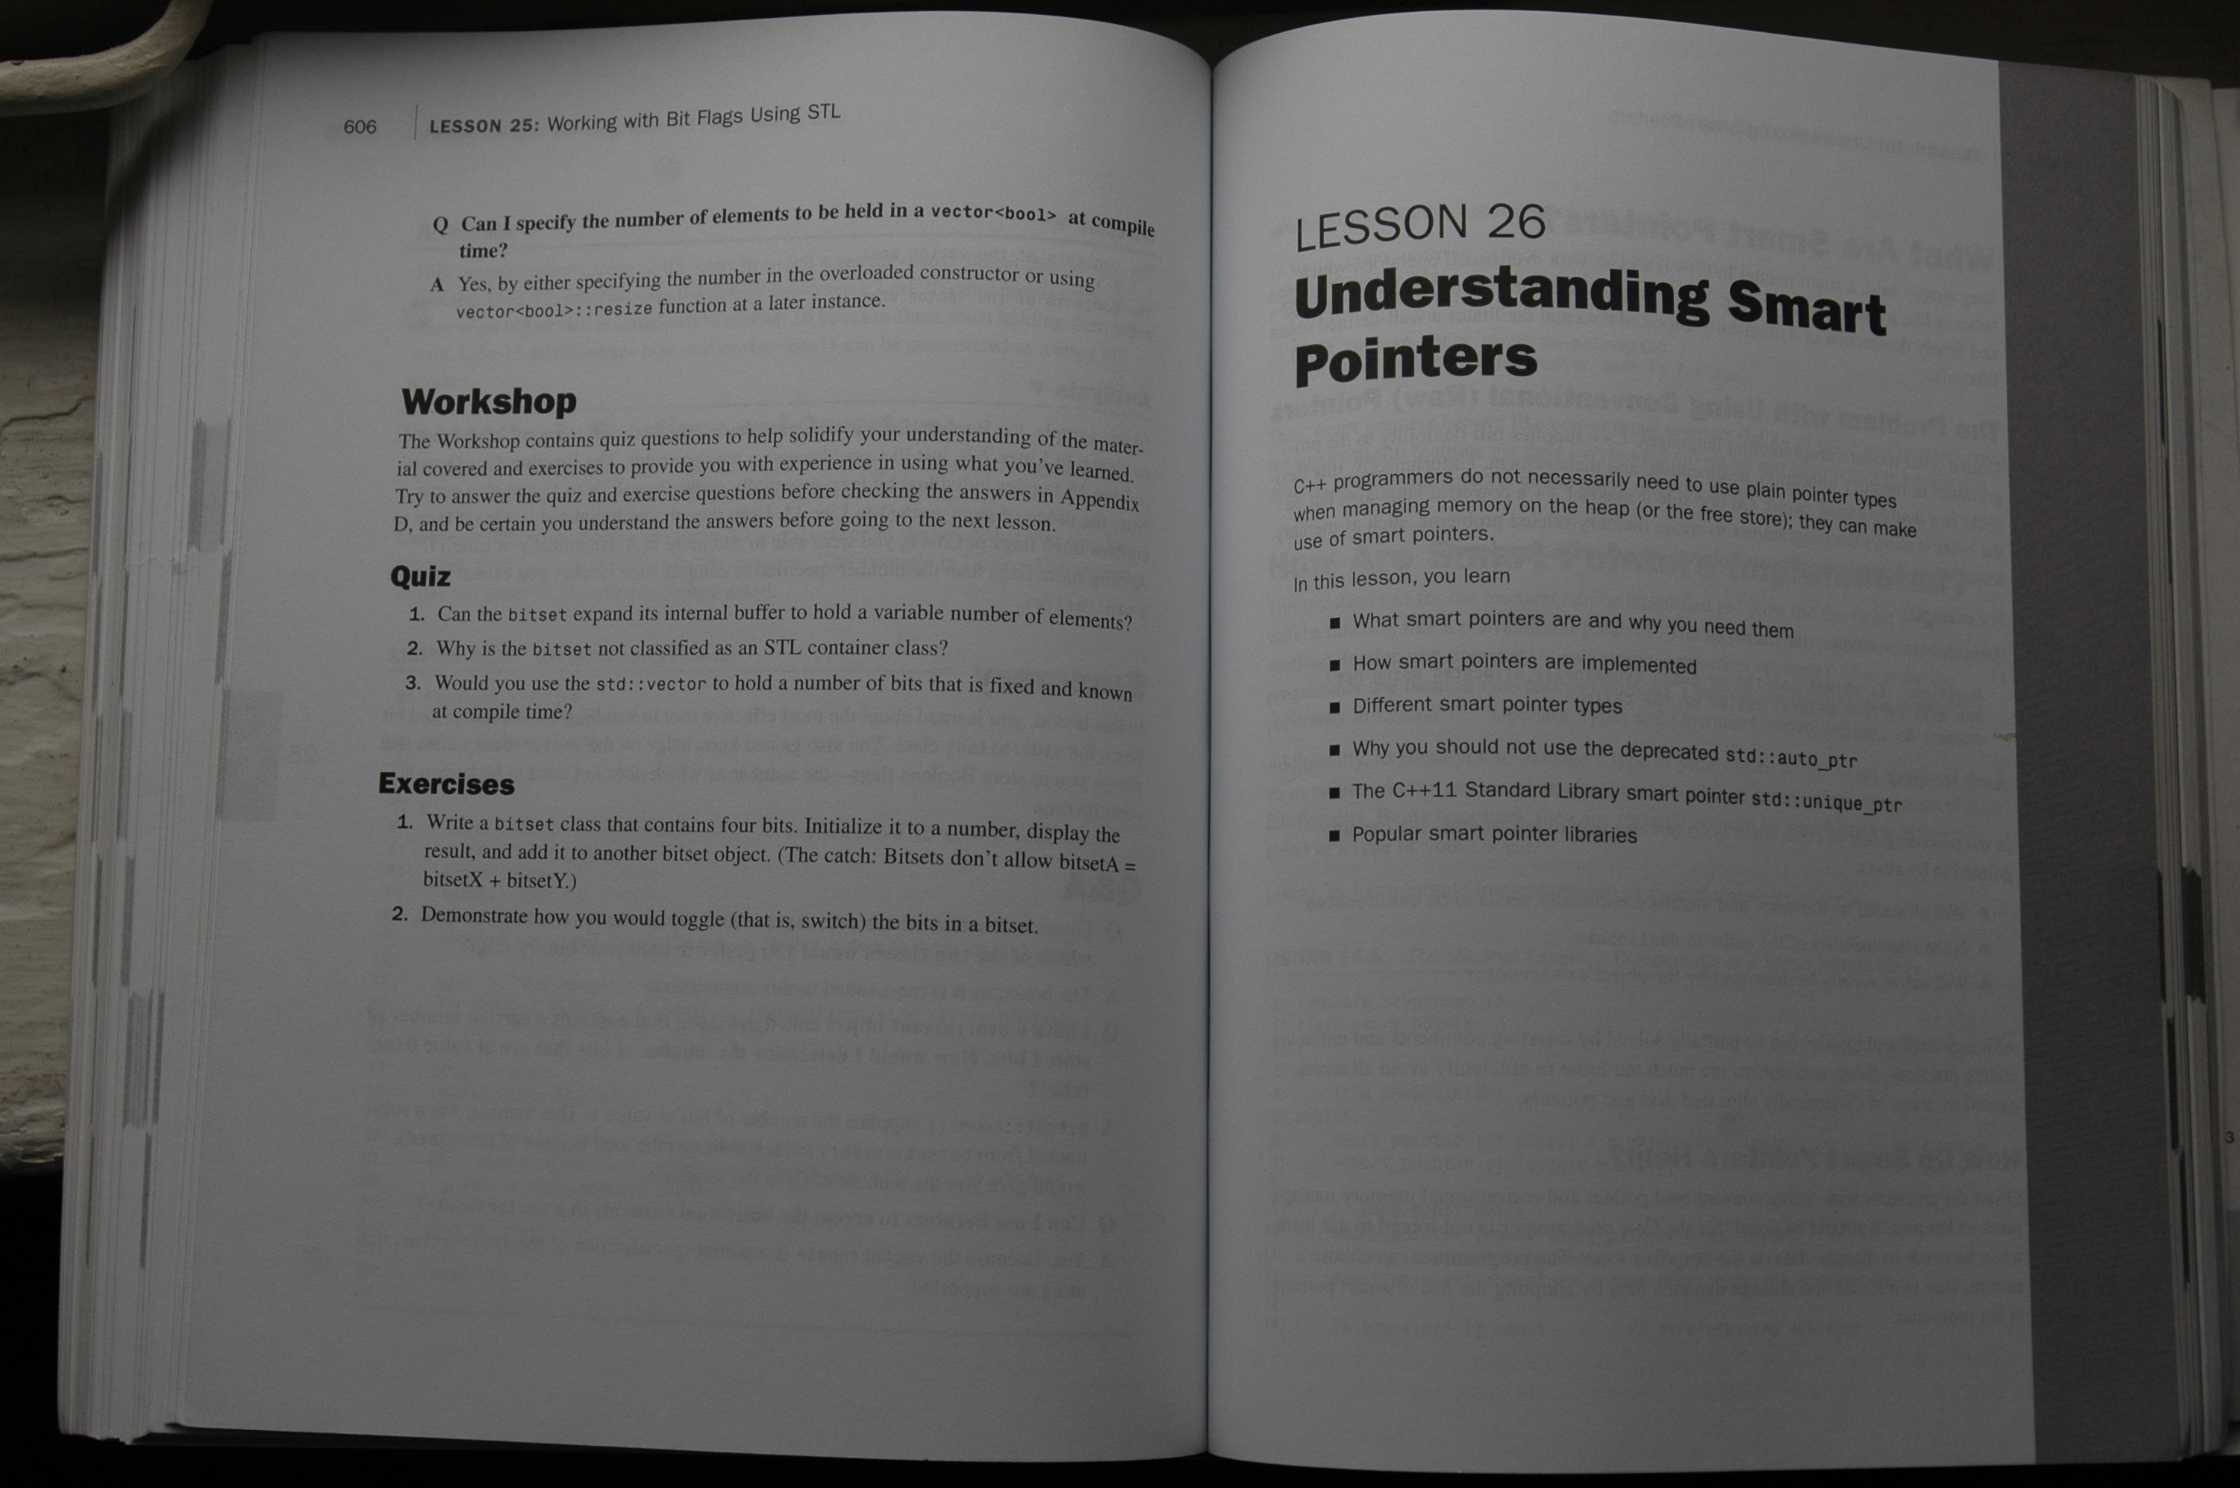 606 LESSON 25: Working with Bit Flags Using STL
Q Can I specify the number of elements to be held in a vector<bool> at compile
time?
A Yes, by either specifying the number in the overloaded constructor or using
vector<bool>::resize function at a later instance.
Workshop
The Workshop contains quiz questions to help solidify your understanding of the mater-
ial covered and exercises to provide you with experience in using what you've learned.
Try to answer the quiz and exercise questions before checking the answers in Appendix
D, and be certain you understand the answers before going to the next lesson.
Quiz
1. Can the bitset expand its internal buffer to hold a variable number of elements?
2. Why is the bitset not classified as an STL container class?
3. Would you use the std::vector to hold a number of bits that is fixed and known
at compile time?
Exercises
1. Write a bitset class that contains four bits. Initialize it to a number, display the
result, and add it to another bitset object. (The catch: Bitsets don't allow bitsetA =
bitsetX + bitsetY.)
2. Demonstrate how you would toggle (that is, switch) the bits in a bitset.
LESSON 26
Understanding Smart
Pointers
C++ programmers do not necessarily need to use plain pointer types
when managing memory on the heap (or the free store); they can make
use of smart pointers.
In this lesson, you learn
■ What smart pointers are and why you need them
■ How smart pointers are implemented
■ Different smart pointer types
■ Why you should not use the deprecated std::auto_ptr
■ The C++11 Standard Library smart pointer std::unique_ptr
■ Popular smart pointer libraries